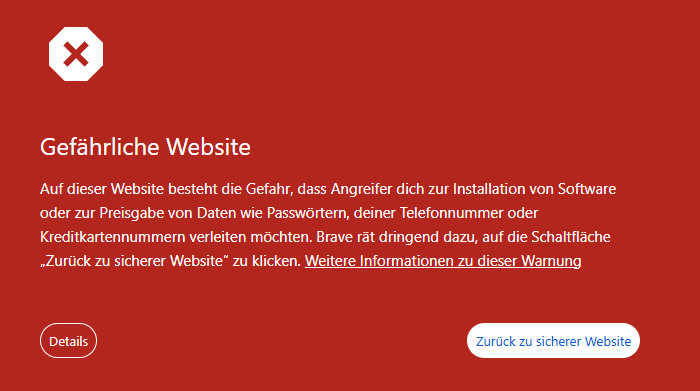 Gefährliche Website
Auf dieser Website besteht die Gefahr, dass Angreifer dich zur Installation von Software
oder zur Preisgabe von Daten wie Passwörtern, deiner Telefonnummer oder
Kreditkartennummern verleiten möchten. Brave rät dringend dazu, auf die Schaltfläche
„Zurück zu sicherer Website“ zu klicken. Weitere Informationen zu dieser Warnung
Details
Zurück zu sicherer Website